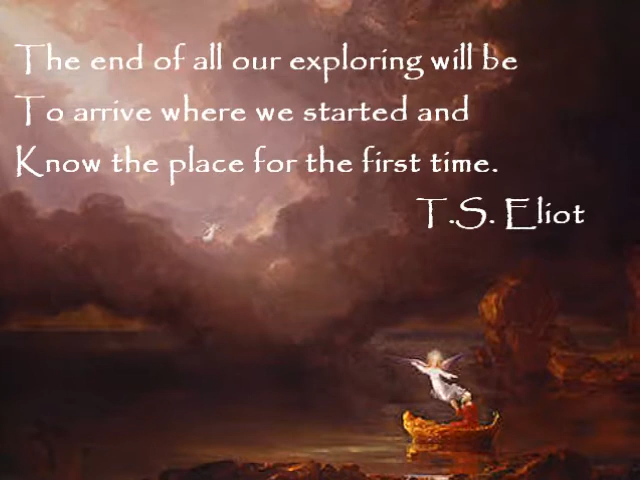 The end of all our exploring will be
To arrive where we started and
Know the place for the first time.
T.S. Eliot